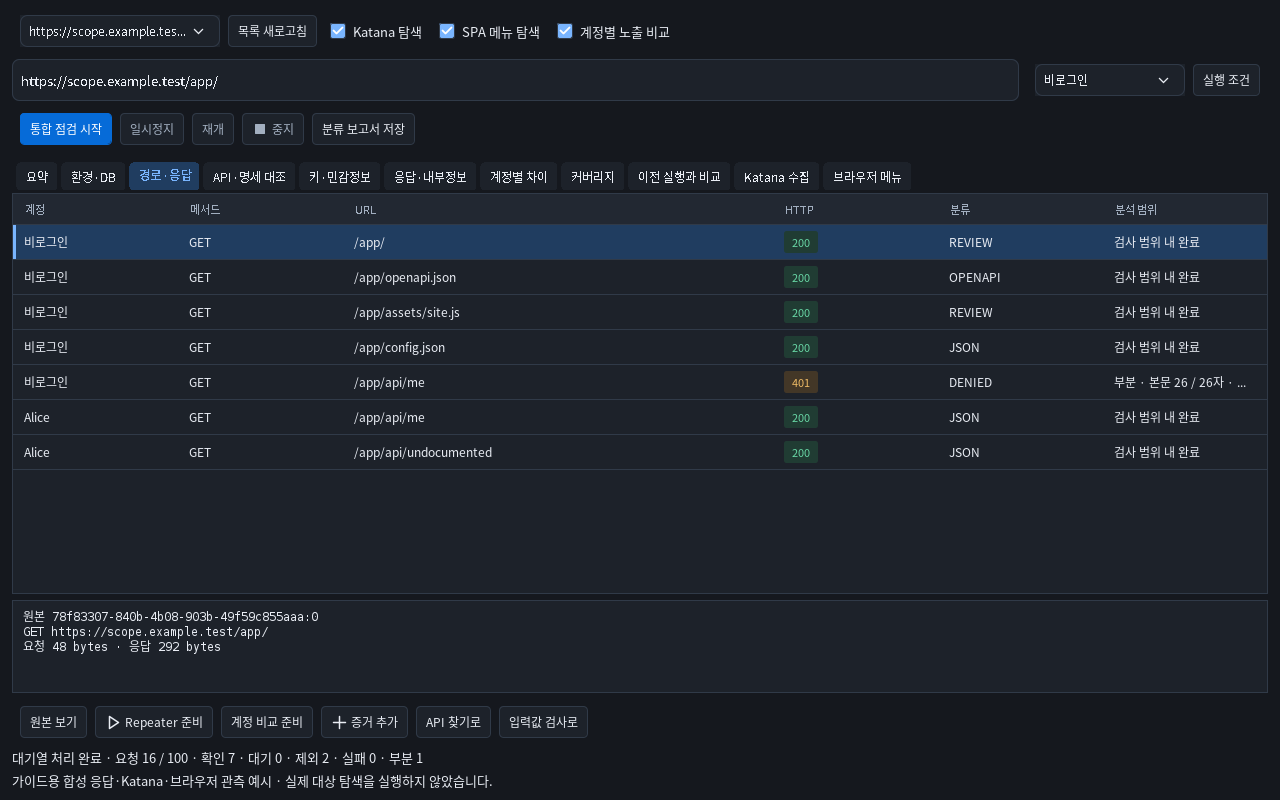 https://scope.example.tes... 목록 새로고침 Katana 탐색 SPA 메뉴 탐색 계정별 노출 비교
https://scope.example.test/app/ 비로그인 실행 조건
통합 점검 시작 일시정지 재개 중지 분류 보고서 저장
요약 환경·DB 경로·응답 API·명세 대조 키·민감정보 응답·내부정보 계정별 차이 커버리지 이전 실행과 비교 Katana 수집 브라우저 메뉴
계정 메서드 URL HTTP 분류 분석 범위
비로그인 GET /app/ 200 REVIEW 검사 범위 내 완료
비로그인 GET /app/openapi.json 200 OPENAPI 검사 범위 내 완료
비로그인 GET /app/assets/site.js 200 REVIEW 검사 범위 내 완료
비로그인 GET /app/config.json 200 JSON 검사 범위 내 완료
비로그인 GET /app/api/me 401 DENIED 부분 · 본문 26 / 26자 · ...
Alice GET /app/api/me 200 JSON 검사 범위 내 완료
Alice GET /app/api/undocumented 200 JSON 검사 범위 내 완료
원본 78f83307-840b-4b08-903b-49f59c855aaa:0
GET https://scope.example.test/app/
요청 48 bytes · 응답 292 bytes
원본 보기 Repeater 준비 계정 비교 준비 증거 추가 API 찾기로 입력값 검사로
대기열 처리 완료 · 요청 16 / 100 · 확인 7 · 대기 0 · 제외 2 · 실패 0 · 부분 1
가이드용 합성 응답·Katana·브라우저 관측 예시 · 실제 대상 탐색을 실행하지 않았습니다.